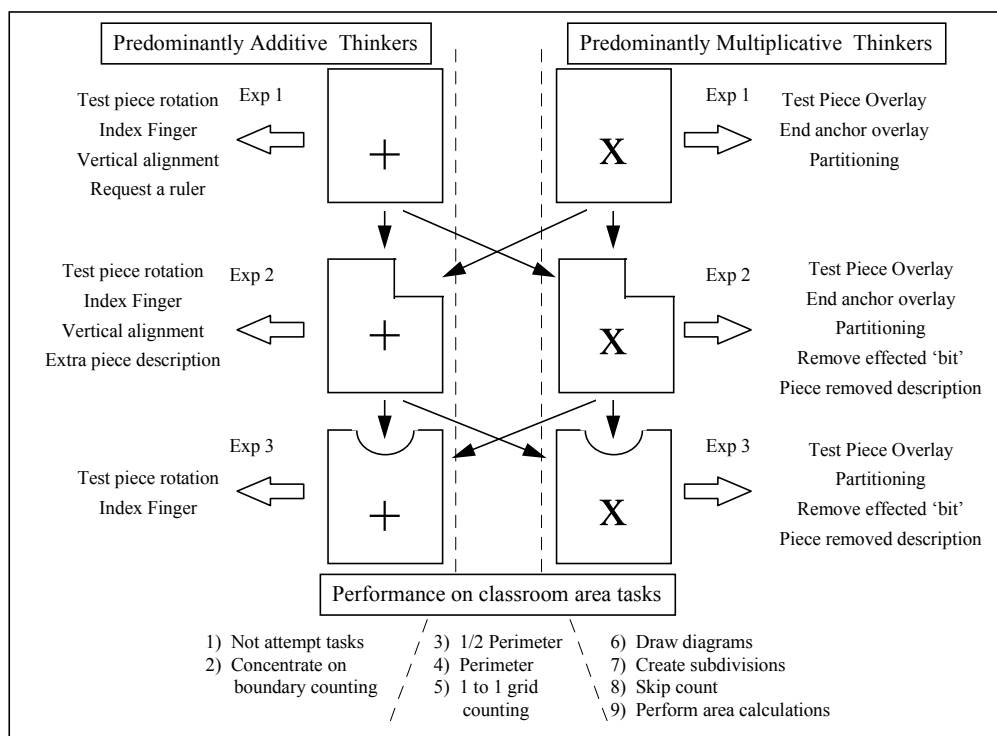 Predominantly Additive Thinkers
Predominantly Multiplicative Thinkers
Exp 1
Test piece rotation
Index Finger
Vertical alignment
Request a ruler
+
X
Exp 1
Test Piece Overlay
End anchor overlay
Partitioning
Exp 2
Test piece rotation
Index Finger
Vertical alignment
Extra piece description
+
X
Exp 2
Test Piece Overlay
End anchor overlay
Partitioning
Remove effected ‘bit’
Piece removed description
Exp 3
Test piece rotation
Index Finger
+
X
Exp 3
Test Piece Overlay
Partitioning
Remove effected ‘bit’
Piece removed description
Performance on classroom area tasks
1) Not attempt tasks
2) Concentrate on
boundary counting
3) 1/2 Perimeter
4) Perimeter
5) 1 to 1 grid
counting
6) Draw diagrams
7) Create subdivisions
8) Skip count
9) Perform area calculations